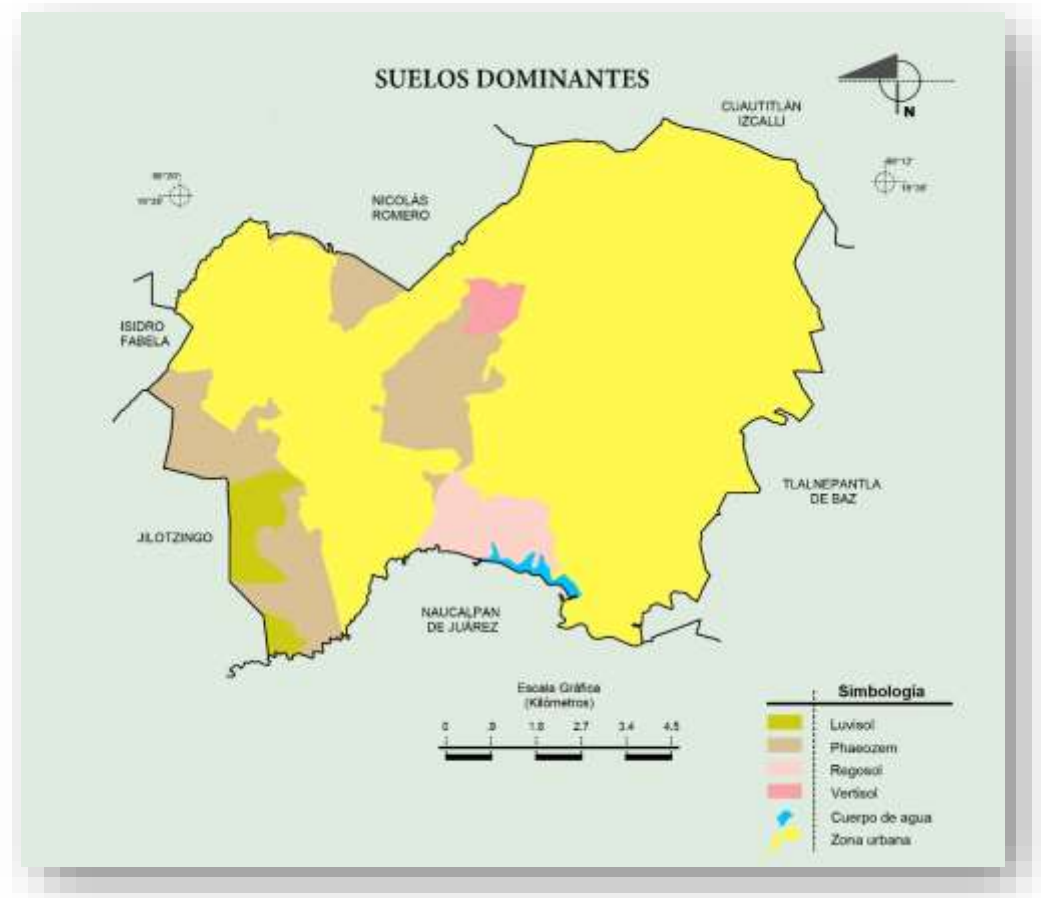 SUELOS DOMINANTES
N
CUAUTITLÁN
IZCALLI
NICOLÁS
ROMERO
ISIDRO
FABELA
TLALNEPANTLA
DE BAZ
JILOTZINGO
NAUCALPAN
DE JUÁREZ
Escala Gráfica
(Kilómetros)
0 .9 1.8 2.7 3.4 4.5
Simbología
Luvisol
Phaeozem
Regosol
Vertisol
Cuerpo de agua
Zona urbana